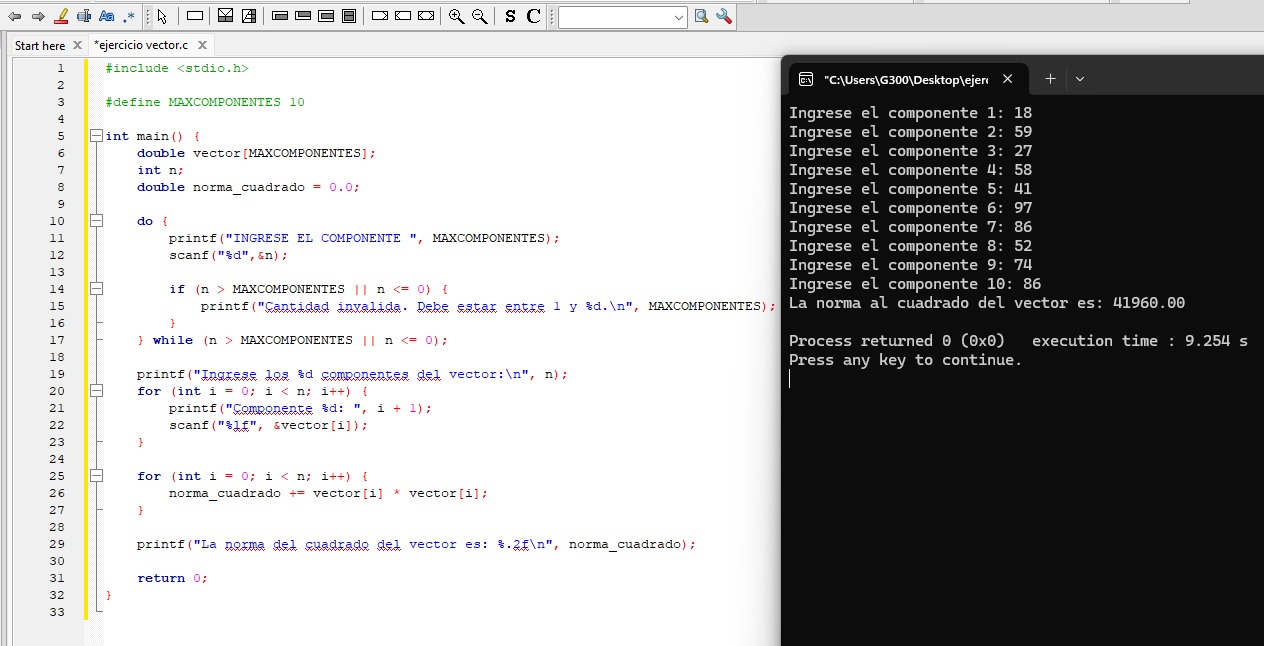 Start here
*ejercicio vector.c
1 #include <stdio.h>
2
3 #define MAXCOMPONENTES 10
4
5 int main() {
6 double vector[MAXCOMPONENTES];
7 int n;
8 double norma_cuadrado = 0.0;
9
10 do {
11 printf("INGRESE EL COMPONENTE ", MAXCOMPONENTES);
12 scanf("%d",&n);
13
14 if (n > MAXCOMPONENTES || n <= 0) {
15 printf("Cantidad invalida. Debe estar entre 1 y %d.\n", MAXCOMPONENTES);
16 }
17 } while (n > MAXCOMPONENTES || n <= 0);
18
19 printf("Ingrese los %d componentes del vector:\n", n);
20 for (int i = 0; i < n; i++) {
21 printf("Componente %d: ", i + 1);
22 scanf("%lf", &vector[i]);
23 }
24
25 for (int i = 0; i < n; i++) {
26 norma_cuadrado += vector[i] * vector[i];
27 }
28
29 printf("La norma del cuadrado del vector es: %.2f\n", norma_cuadrado);
30
31 return 0;
32 }
33
Aa .* S C
"C:\Users\G300\Desktop\ejer
Ingrese el componente 1: 18
Ingrese el componente 2: 59
Ingrese el componente 3: 27
Ingrese el componente 4: 58
Ingrese el componente 5: 41
Ingrese el componente 6: 97
Ingrese el componente 7: 86
Ingrese el componente 8: 52
Ingrese el componente 9: 74
Ingrese el componente 10: 86
La norma al cuadrado del vector es: 41960.00
Process returned 0 (0x0) execution time : 9.254 s
Press any key to continue.